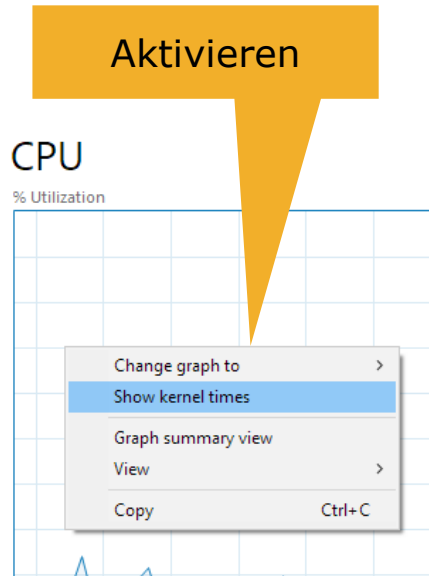 Aktivieren
CPU
% Utilization
Change graph to >
Show kernel times
Graph summary view
View >
Copy Ctrl+C